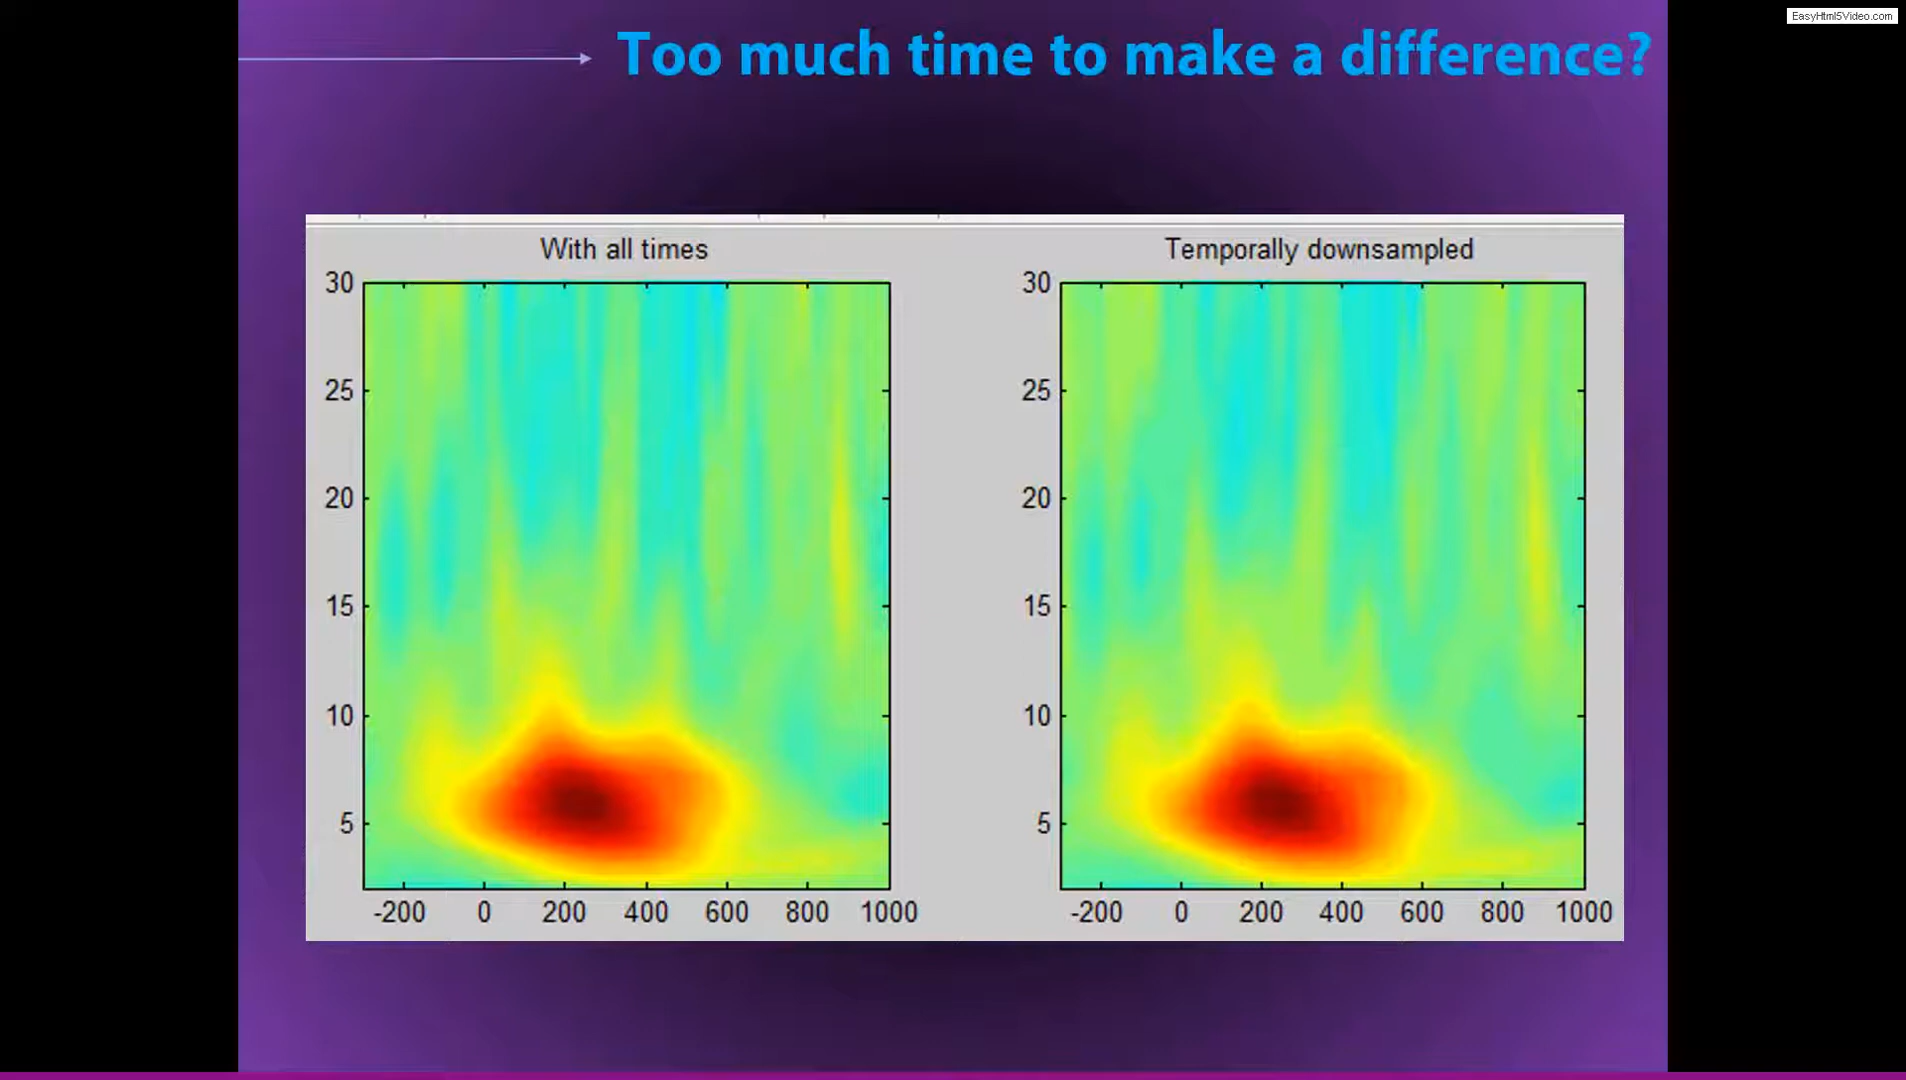 EasyHtml5Video.com
Too much time to make a difference?
With all times
30
25
20
15
10
5
-200 0 200 400 600 800 1000
Temporally downsampled
30
25
20
15
10
5
-200 0 200 400 600 800 1000